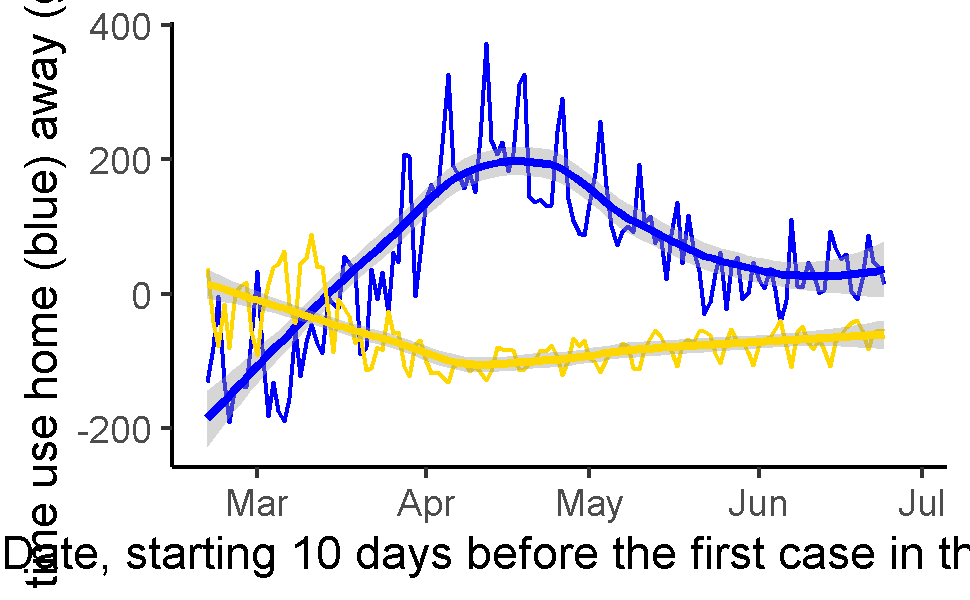 time use home (blue) away (
400
200
0
-200
Mar Apr May Jun Jul
Date, starting 10 days before the first case in th